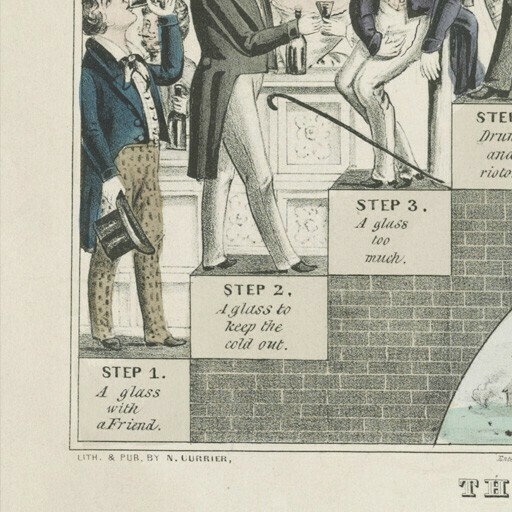 STEP 1.
A glass
with
a Friend.
STEP 2.
A glass to
keep the
cold out.
STEP 3.
A glass
too
much.
LITH. & PUB. BY N. CURRIER,